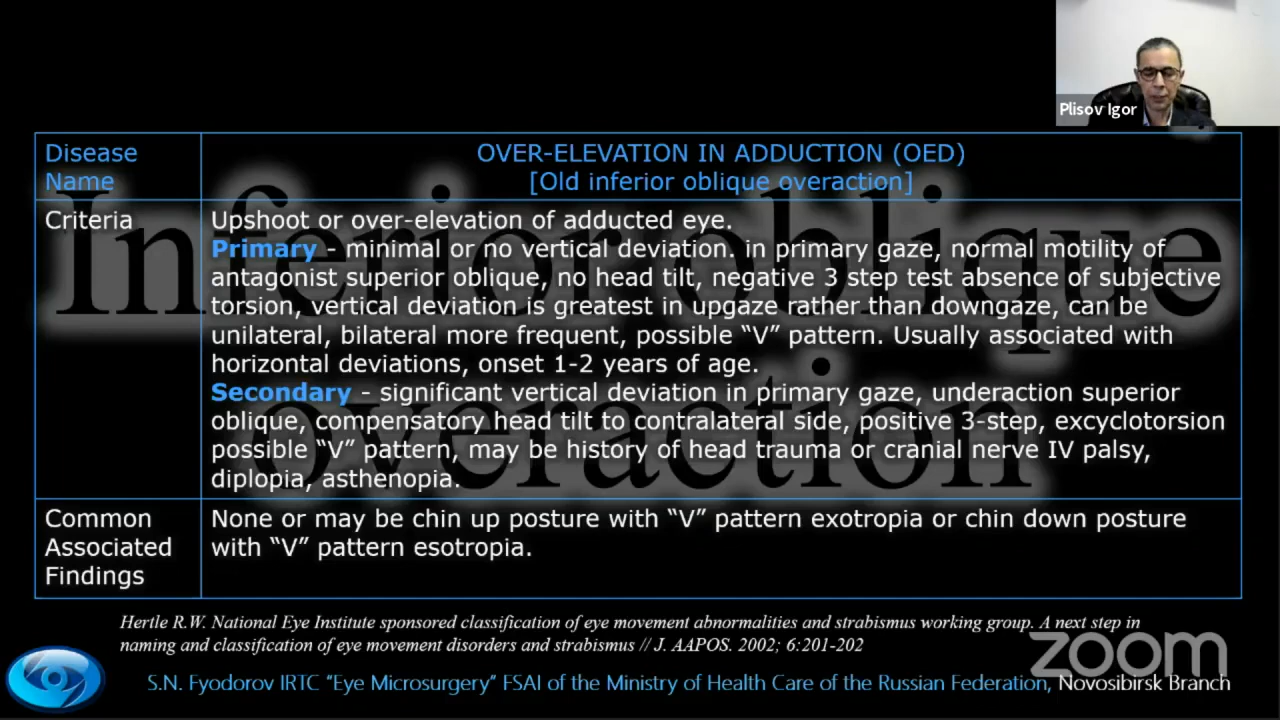 Plisov Igor
Disease
Name
OVER-ELEVATION IN ADDUCTION (OED)
[Old inferior oblique overaction]
Criteria
Upshoot or over-elevation of adducted eye.
Primary - minimal or no vertical deviation. in primary gaze, normal motility of
antagonist superior oblique, no head tilt, negative 3 step test absence of subjective
torsion, vertical deviation is greatest in upgaze rather than downgaze, can be
unilateral, bilateral more frequent, possible “V” pattern. Usually associated with
horizontal deviations, onset 1-2 years of age.
Secondary - significant vertical deviation in primary gaze, underaction superior
oblique, compensatory head tilt to contralateral side, positive 3-step, excyclotorsion
possible “V” pattern, may be history of head trauma or cranial nerve IV palsy,
diplopia, asthenopia.
Inferior oblique
overaction
Common
Associated
Findings
None or may be chin up posture with “V” pattern exotropia or chin down posture
with “V” pattern esotropia.
Hertle R.W. National Eye Institute sponsored classification of eye movement abnormalities and strabismus working group. A next step in
naming and classification of eye movement disorders and strabismus // J. AAPOS. 2002; 6:201-202
zoom
S.N. Fyodorov IRTC “Eye Microsurgery” FSAI of the Ministry of Health Care of the Russian Federation, Novosibirsk Branch